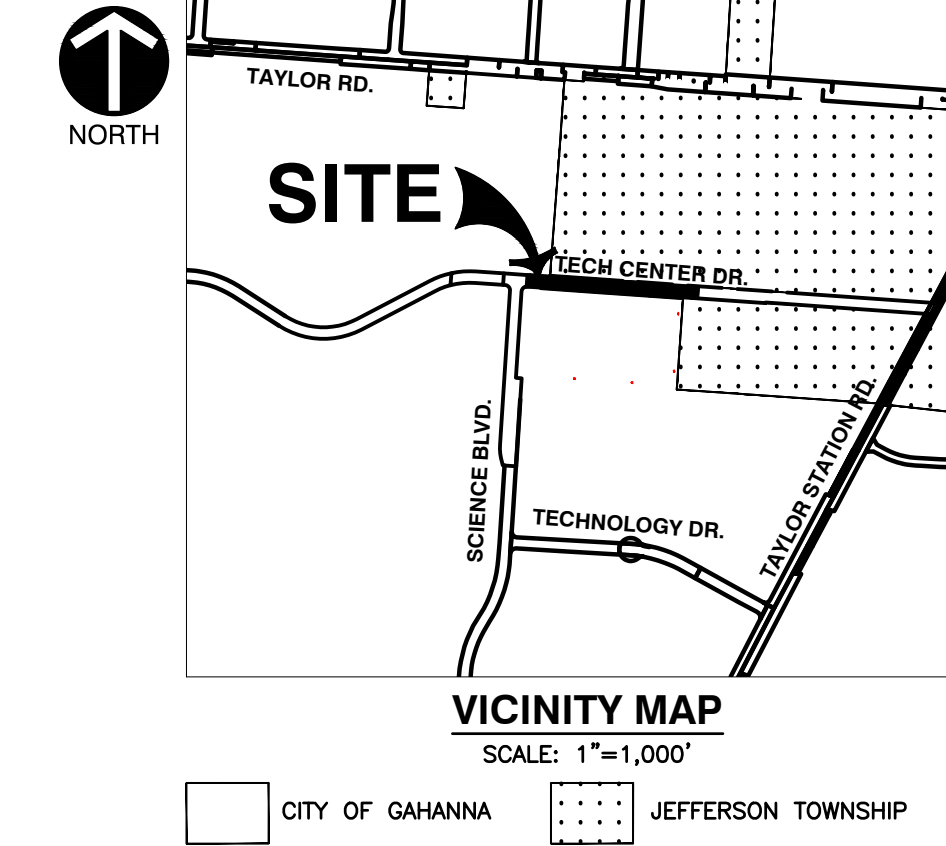 TAYLOR RD.
NORTH
SITE
TECH CENTER DR.
SCIENCE BLVD.
TAYLOR STATION RD.
TECHNOLOGY DR.
VICINITY MAP
SCALE: 1"=1,000'
CITY OF GAHANNA
JEFFERSON TOWNSHIP